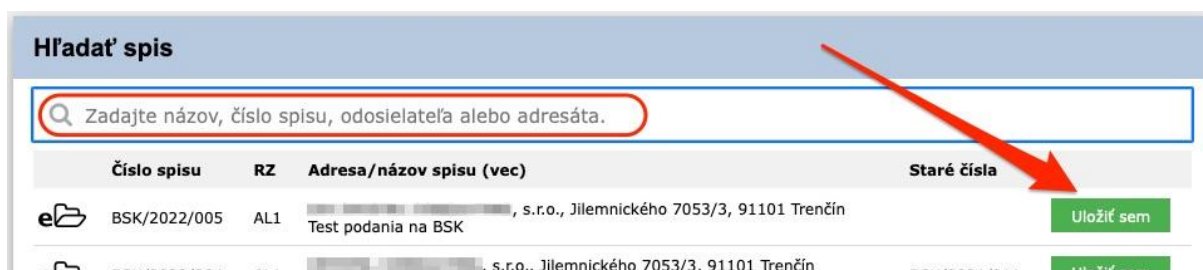 Hľadať spis
Zadajte názov, číslo spisu, odosielateľa alebo adresáta.
Číslo spisu RZ Adresa/názov spisu (vec) Staré čísla
e BSK/2022/005 AL1 , s.r.o., Jilemnického 7053/3, 91101 Trenčín Uložiť sem
Test podania na BSK
, s.r.o., Jilemnického 7053/3, 91101 Trenčín